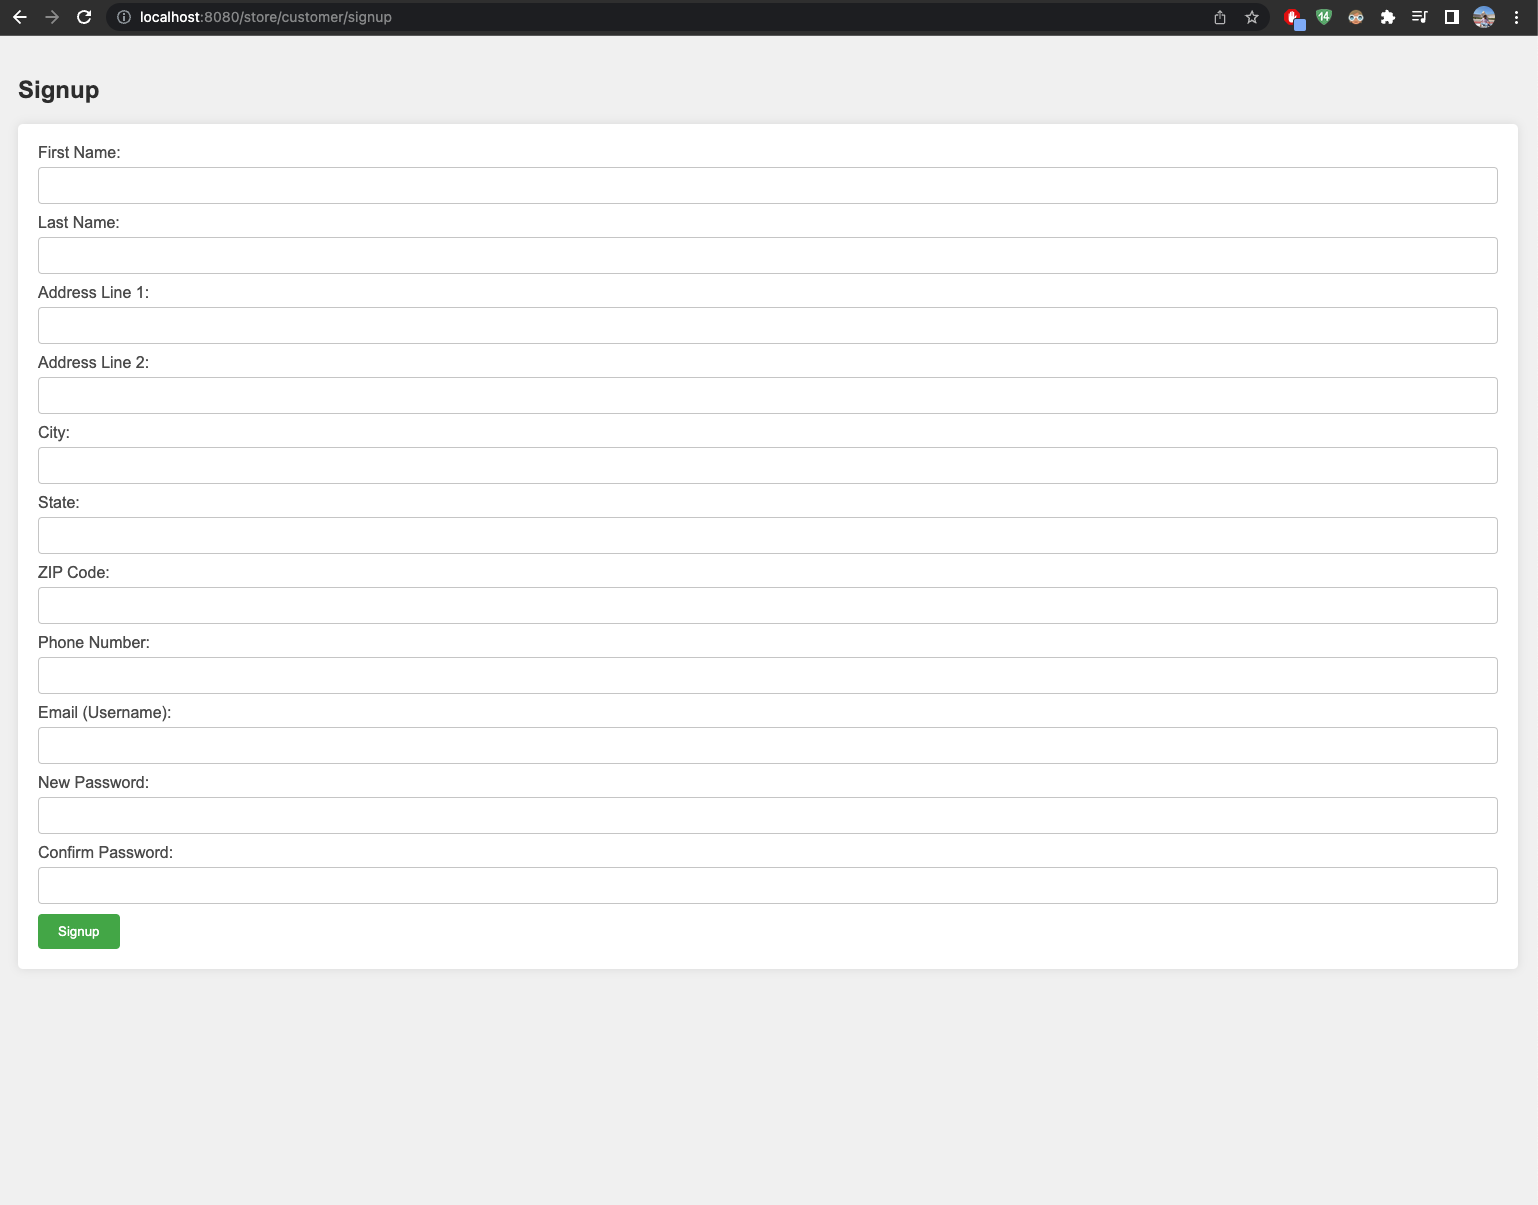 localhost:8080/store/customer/signup
14
Signup
First Name:
Last Name:
Address Line 1:
Address Line 2:
City:
State:
ZIP Code:
Phone Number:
Email (Username):
New Password:
Confirm Password:
Signup